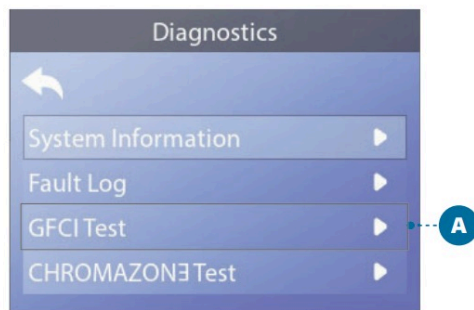 Diagnostics
System Information
Fault Log
GFCI Test
A
CHROMAZONƎ Test